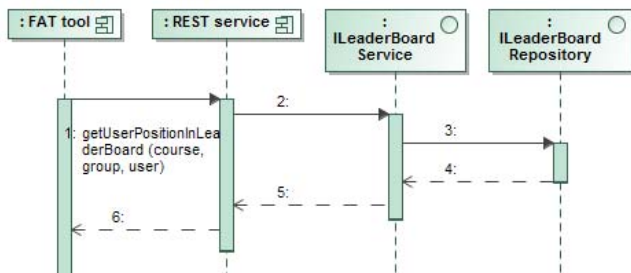 : FAT tool
: REST service
:
ILeaderBoard
Service
:
ILeaderBoard
Repository
1: getUserPositionInLea
derBoard (course,
group, user)
2:
3:
4:
5:
6: